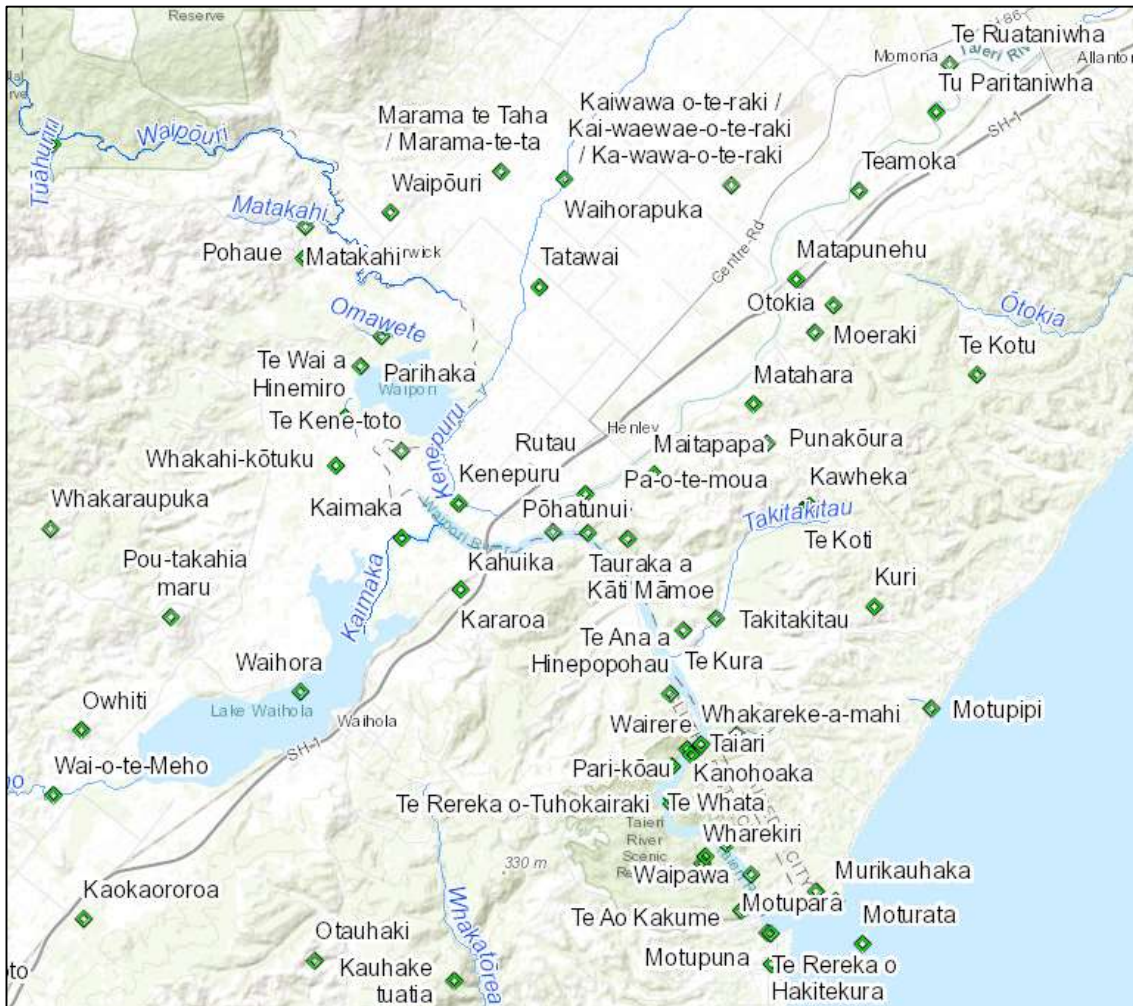 Reserve
Te Ruataniwha
Momona
Allanton
Tu Paritaniwha
SH-1
Marama te Taha
/ Marama-te-ta
Kaiwawa o-te-raki /
Kai-waewae-o-te-raki
/ Ka-wawa-o-te-raki
Waipōuri
Tūāhuru
Waipōuri
Teamoka
Waihorapuka
Matakahi
Centre-Rd
Pohaue
Matakahi
Tatawai
Matapunehu
Otokia
Ōtokia
Moeraki
Omawete
Te Wai a
Hinemiro
Parihaka
Waipori
Te Kotu
Matahara
Te Kene-toto
Kenepuru
Henley
Rutau
Maitapapa
Punakōura
Whakahi-kōtuku
Kenepuru
Pa-o-te-moua
Kawheka
Whakaraupuka
Kaimaka
Waipouri River
Pōhatunui
Takitakitau
Te Koti
Pou-takahia
maru
Kaimaka
Kahuika
Tauraka a
Kāti Māmoe
Kuri
Kararoa
Takitakitau
Te Ana a
Hinepopohau
Te Kura
Waihora
Lake Waihola
Waihola
Owhiti
SH-1
Motupipi
Wairere
Whakareke-a-mahi
Taiari
Wai-o-te-Meho
Pari-kōau
Kanohoaka
Te Rereka o-Tuhokairaki
Te Whata
Taieri
River
Scenic
330 m
Wharekiri
CITY
Waipawa
Murikauhaka
Kaokaororoa
Whakatōrea
Te Ao Kakume
Motupara
Moturata
Otauhaki
Motupuna
Te Rereka o
Hakitekura
Kauhake
tuatia